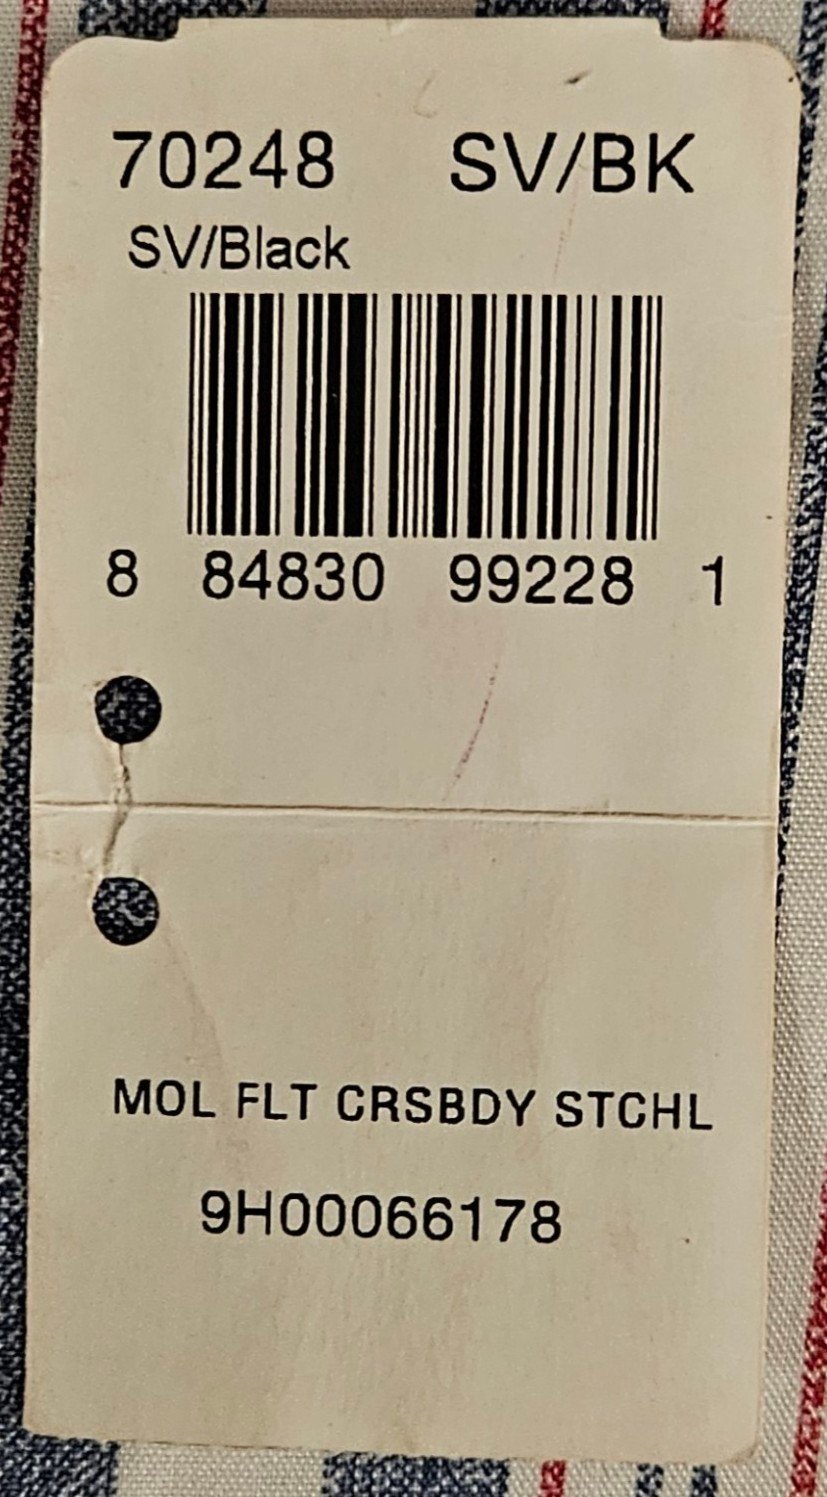 70248 SV/BK
SV/Black
8 84830 99228 1
MOL FLT CRSBDY STCHL
9H00066178